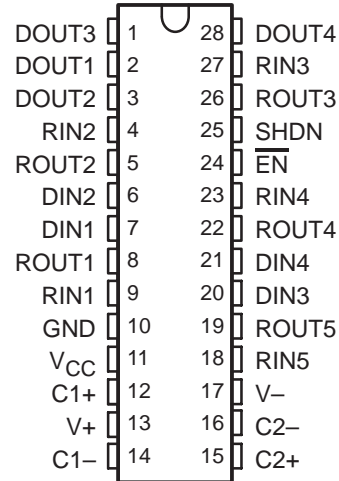 DOUT3 1 28 DOUT4
DOUT1 2 27 RIN3
DOUT2 3 26 ROUT3
RIN2 4 25 SHDN
ROUT2 5 24 EN
DIN2 6 23 RIN4
DIN1 7 22 ROUT4
ROUT1 8 21 DIN4
RIN1 9 20 DIN3
GND 10 19 ROUT5
VCC 11 18 RIN5
C1+ 12 17 V−
V+ 13 16 C2−
C1− 14 15 C2+